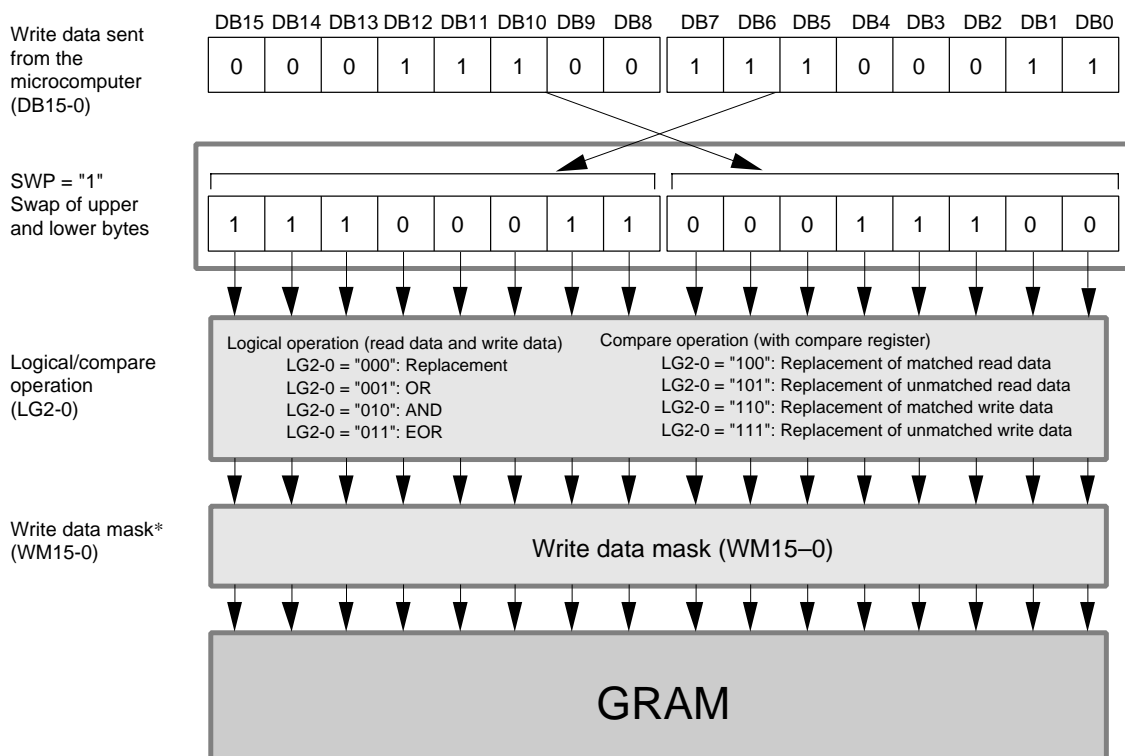 DB15 DB14 DB13 DB12 DB11 DB10 DB9 DB8 DB7 DB6 DB5 DB4 DB3 DB2 DB1 DB0
Write data sent
from the
microcomputer
(DB15-0)
0 0 0 1 1 1 0 0 1 1 1 0 0 0 1 1
SWP = "1"
Swap of upper
and lower bytes
1 1 1 0 0 0 1 1 0 0 0 1 1 1 0 0
Logical/compare
operation
(LG2-0)
Logical operation (read data and write data)
LG2-0 = "000": Replacement
LG2-0 = "001": OR
LG2-0 = "010": AND
LG2-0 = "011": EOR
Compare operation (with compare register)
LG2-0 = "100": Replacement of matched read data
LG2-0 = "101": Replacement of unmatched read data
LG2-0 = "110": Replacement of matched write data
LG2-0 = "111": Replacement of unmatched write data
Write data mask*
(WM15-0)
Write data mask (WM15–0)
GRAM